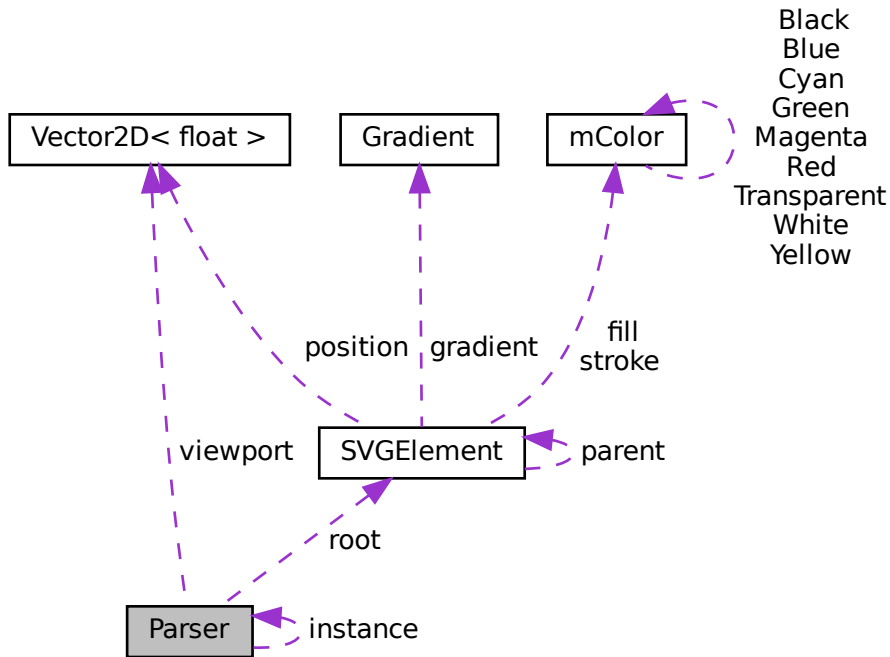 Black
Blue
Cyan
Green
Magenta
Red
Transparent
White
Yellow
Vector2D< float >
Gradient
mColor
fill
stroke
position
gradient
viewport
SVGElement
parent
root
Parser
instance